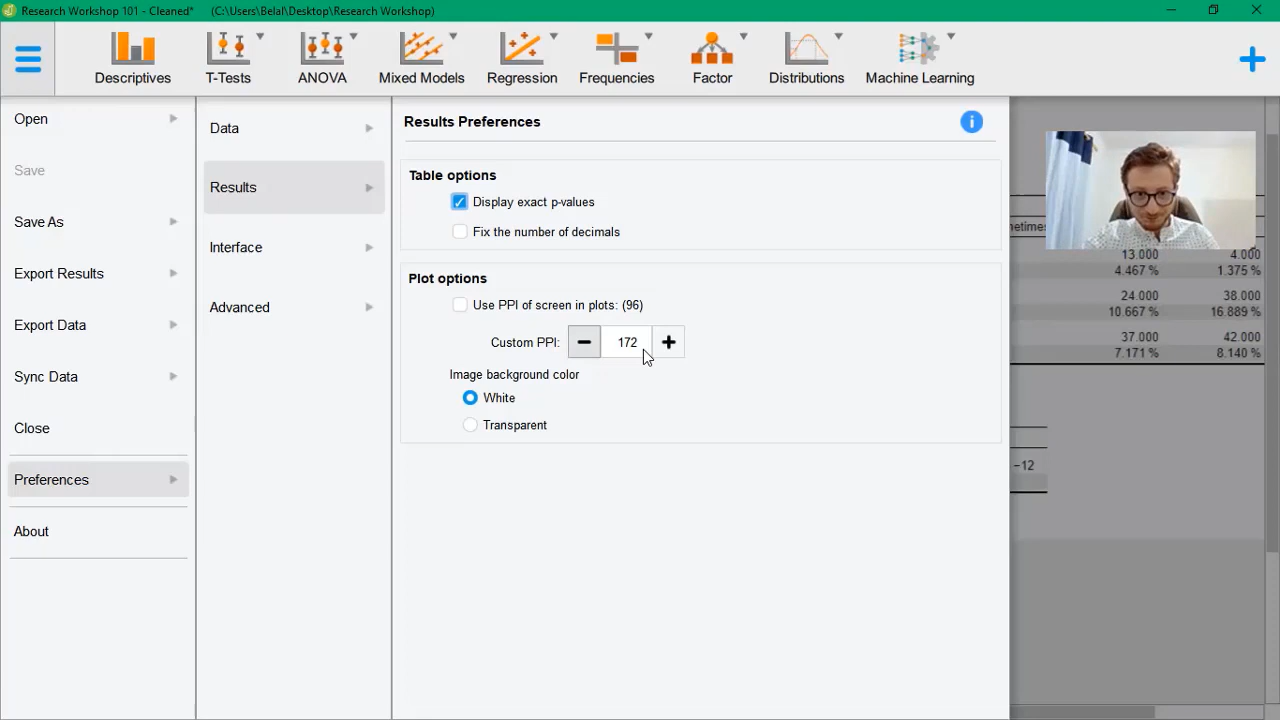 Research Workshop 101 - Cleaned* (C:\Users\Belal\Desktop\Research Workshop)
Descriptives T-Tests ANOVA Mixed Models Regression Frequencies Factor Distributions Machine Learning
Open
Save
Save As
Export Results
Export Data
Sync Data
Close
Preferences
About
Data
Results
Interface
Advanced
Results Preferences
Table options
Display exact p-values
Fix the number of decimals
Plot options
Use PPI of screen in plots: (96)
Custom PPI: 172
Image background color
White
Transparent
13.000 4.000
4.467 % 1.375 %
24.000 38.000
10.667 % 16.889 %
37.000 42.000
7.171 % 8.140 %
−12